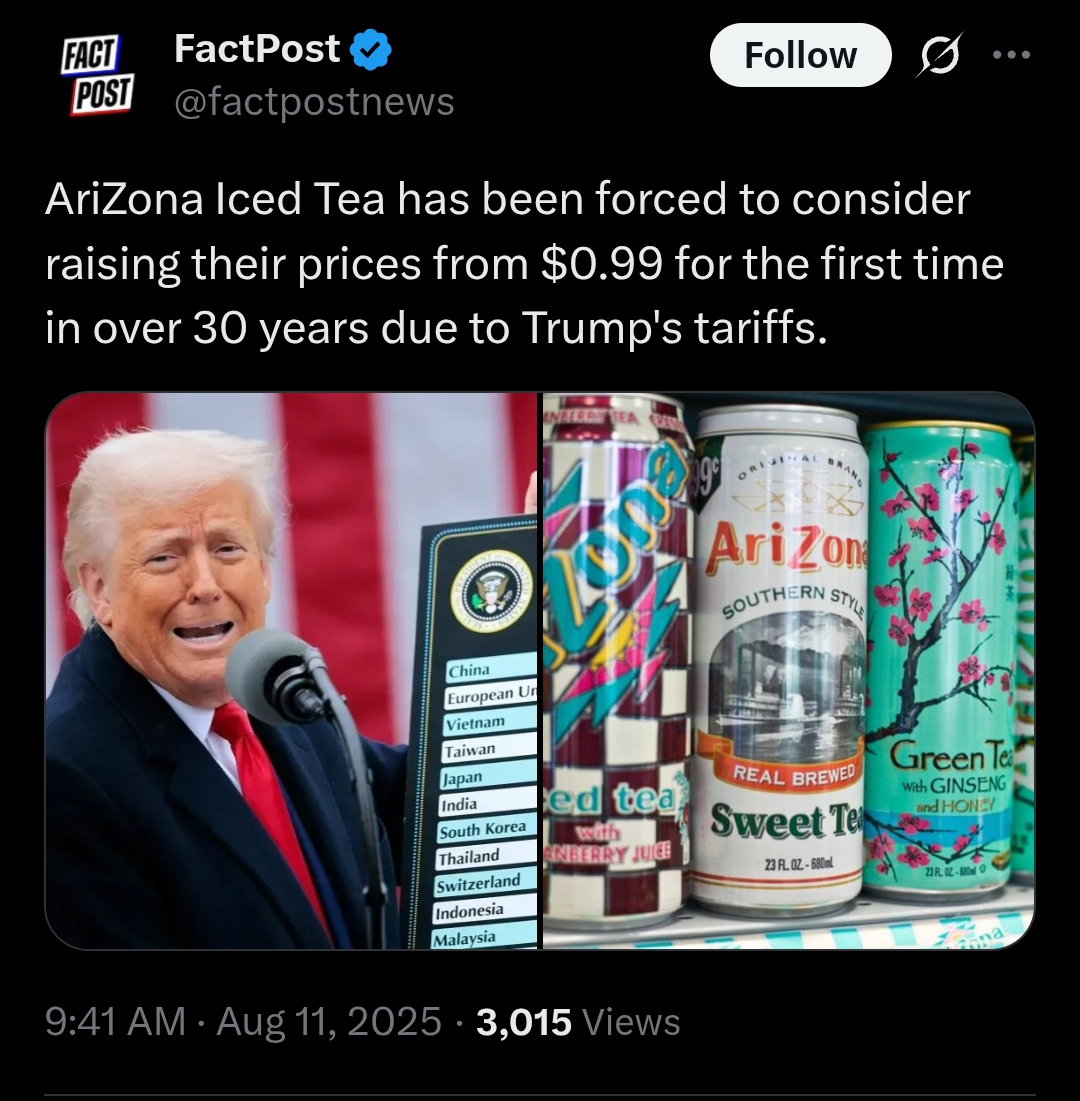 FACT
POST
FactPost
@factpostnews
Follow
AriZona Iced Tea has been forced to consider
raising their prices from $0.99 for the first time
in over 30 years due to Trump's tariffs.
China
European Un
Vietnam
Taiwan
Japan
India
South Korea
Thailand
Switzerland
Indonesia
Malaysia
ed tea
with
ANBERRY JUICE
99¢
ORIGINAL BRAND
AriZona
SOUTHERN STYLE
REAL BREWED
Sweet Tea
23 FL. OZ. - 680mL
Green Tea
with GINSENG
and HONEY
23 FL. OZ. - 680mL
9:41 AM · Aug 11, 2025 · 3,015 Views